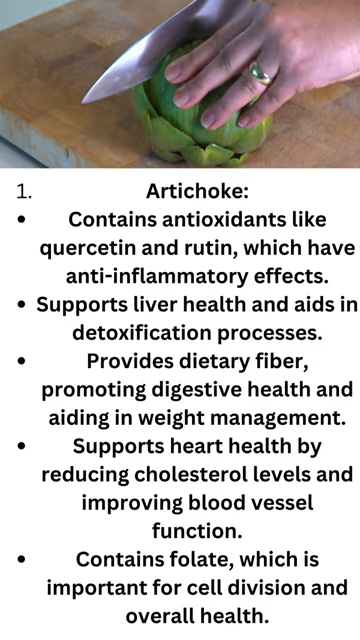 1. Artichoke:
• Contains antioxidants like
quercetin and rutin, which have
anti-inflammatory effects.
• Supports liver health and aids in
detoxification processes.
• Provides dietary fiber,
promoting digestive health and
aiding in weight management.
• Supports heart health by
reducing cholesterol levels and
improving blood vessel
function.
• Contains folate, which is
important for cell division and
overall health.